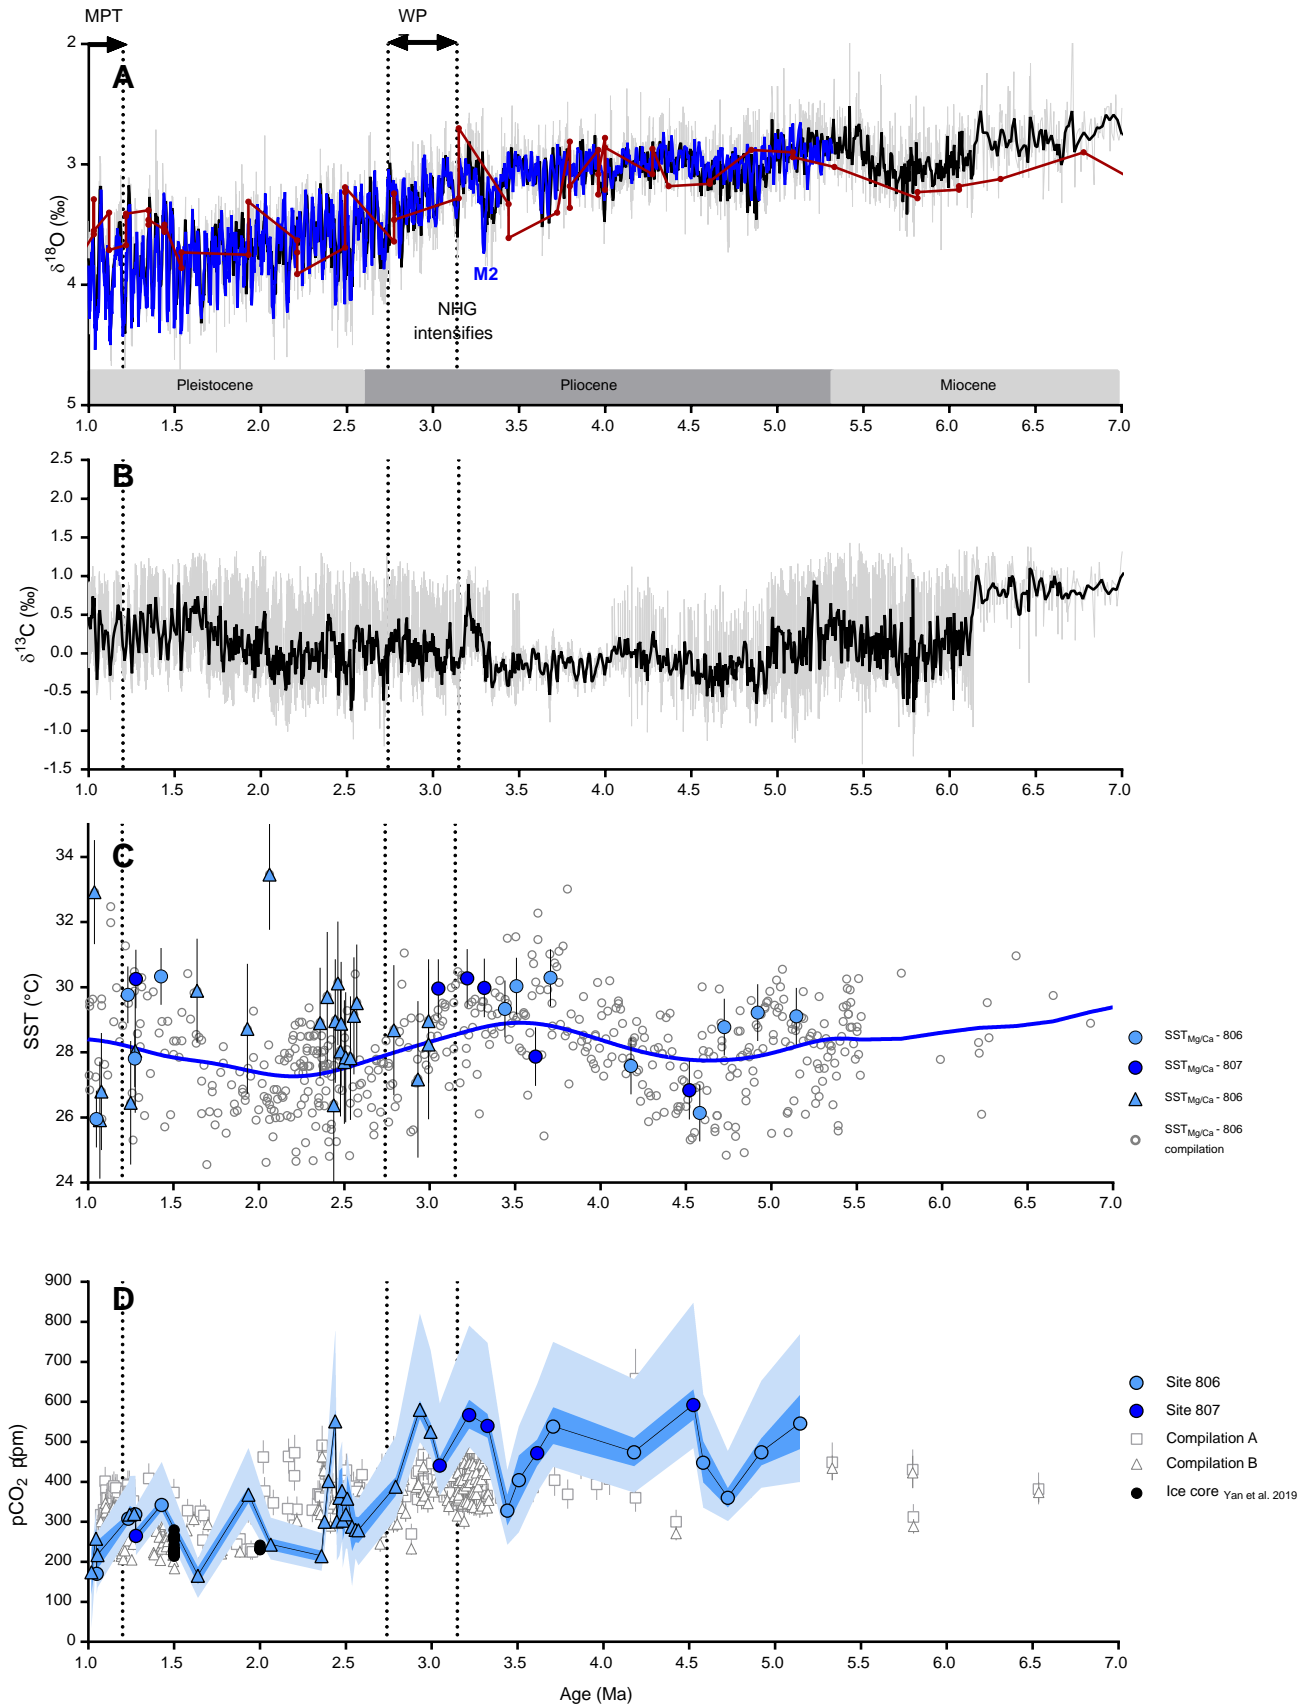 MPT
WP
A
2
3
4
5
δ18O (‰)
M2
NHG
intensifies
Pleistocene
Pliocene
Miocene
1.0 1.5 2.0 2.5 3.0 3.5 4.0 4.5 5.0 5.5 6.0 6.5 7.0
B
2.5
2.0
1.5
1.0
0.5
0.0
-0.5
-1.0
-1.5
δ13C (‰)
1.0 1.5 2.0 2.5 3.0 3.5 4.0 4.5 5.0 5.5 6.0 6.5 7.0
C
34
32
30
28
26
24
SST (°C)
SSTMg/Ca - 806
SSTMg/Ca - 807
SSTMg/Ca - 806
SSTMg/Ca - 806
compilation
1.0 1.5 2.0 2.5 3.0 3.5 4.0 4.5 5.0 5.5 6.0 6.5 7.0
D
900
800
700
600
500
400
300
200
100
0
pCO2 p(pm)
Site 806
Site 807
Compilation A
Compilation B
Ice core Yan et al. 2019
1.0 1.5 2.0 2.5 3.0 3.5 4.0 4.5 5.0 5.5 6.0 6.5 7.0
Age (Ma)